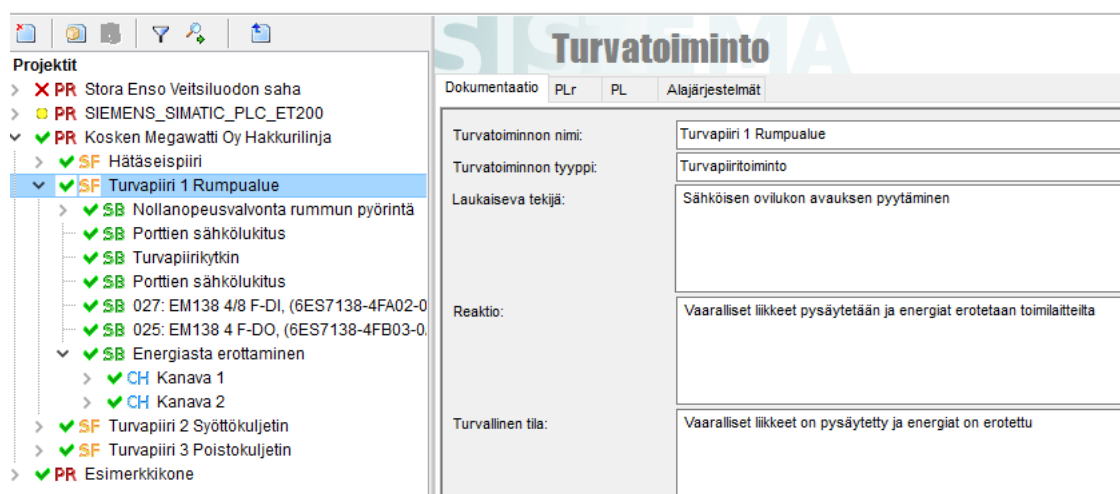 SISTEMA
Turvatoiminto
Projektit
PR Stora Enso Veitsiluodon saha
PR SIEMENS_SIMATIC_PLC_ET200
PR Kosken Megawatti Oy Hakkurilinja
SF Hätäseispiiri
SF Turvapiiri 1 Rumpualue
SB Nollanopeusvalvonta rummun pyörintä
SB Porttien sähkölukitus
SB Turvapiirikytkin
SB Porttien sähkölukitus
SB 027: EM138 4/8 F-DI, (6ES7138-4FA02-0
SB 025: EM138 4 F-DO, (6ES7138-4FB03-0
SB Energiasta erottaminen
CH Kanava 1
CH Kanava 2
SF Turvapiiri 2 Syöttökuljetin
SF Turvapiiri 3 Poistokuljetin
PR Esimerkkikone
Dokumentaatio PLr PL Alajärjestelmät
Turvatoiminnon nimi: Turvapiiri 1 Rumpualue
Turvatoiminnon tyyppi: Turvapiiritoiminto
Laukaiseva tekijä: Sähköisen ovilukon avauksen pyytäminen
Reaktio: Vaaralliset liikkeet pysäytetään ja energiat erotetaan toimilaitteilta
Turvallinen tila: Vaaralliset liikkeet on pysäytetty ja energiat on erotettu